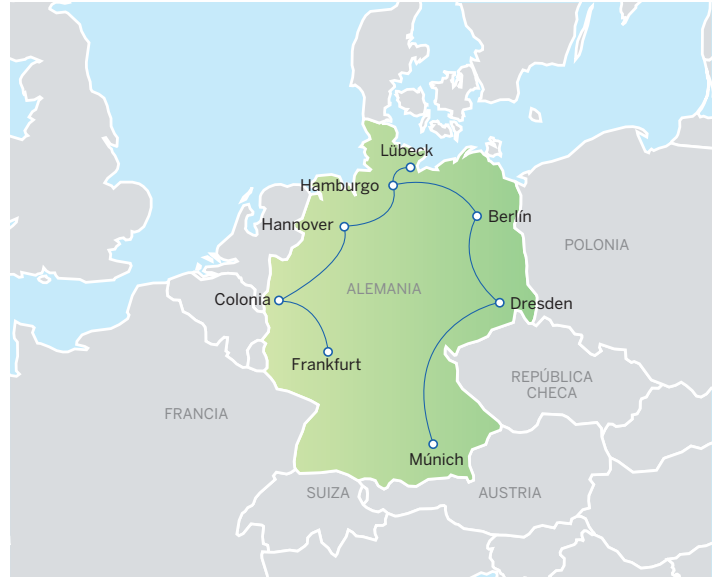 Lübeck
Hamburgo
Hannover
Berlín
POLONIA
ALEMANIA
Colonia
Dresden
Frankfurt
REPÚBLICA
CHECA
FRANCIA
Múnich
SUIZA
AUSTRIA